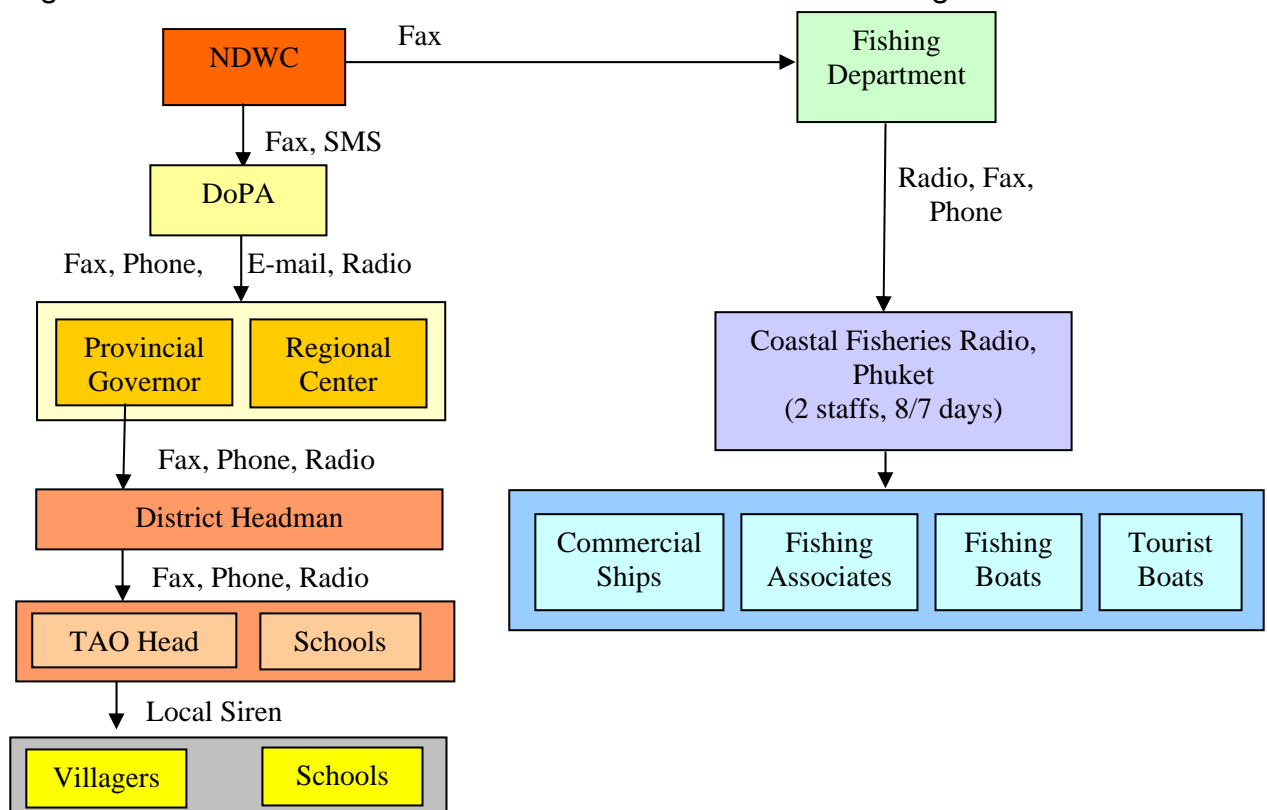 NDWC
Fax
Fishing
Department
Fax, SMS
DoPA
Radio, Fax,
Phone
Fax, Phone,
E-mail, Radio
Provincial
Governor
Regional
Center
Coastal Fisheries Radio,
Phuket
(2 staffs, 8/7 days)
Fax, Phone, Radio
District Headman
Commercial
Ships
Fishing
Associates
Fishing
Boats
Tourist
Boats
Fax, Phone, Radio
TAO Head
Schools
Local Siren
Villagers
Schools